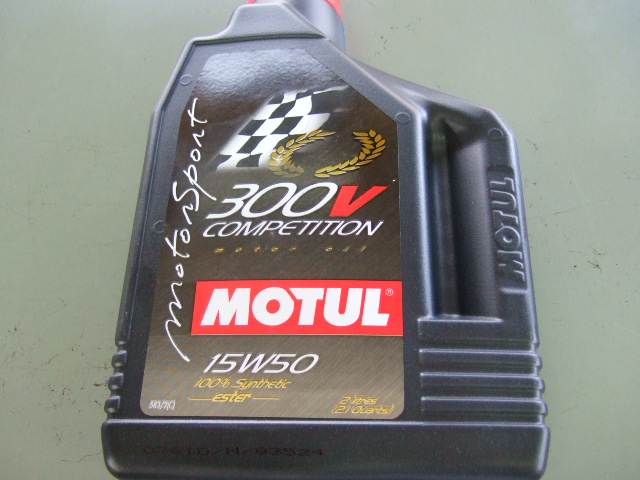 motorsport
300V
COMPETITION
motor oil
MOTUL®
15W50
100% Synthetic
ester
2 litres
(2.1 Quarts)
MOTUL